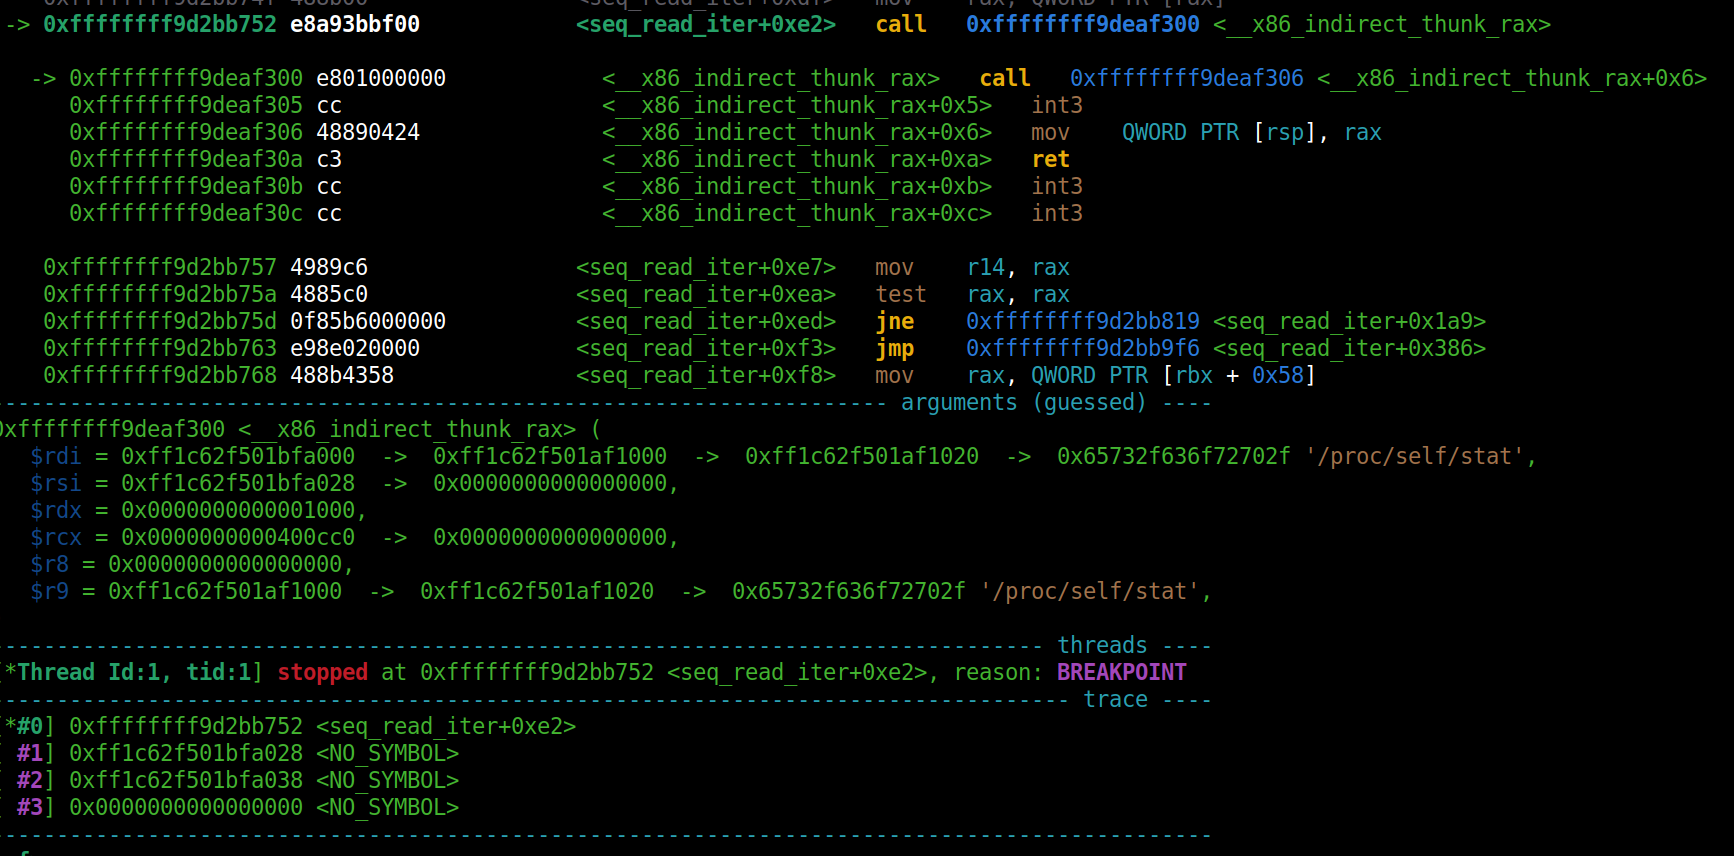 -> 0xffffffff9d2bb752 e8a93bbf00 <seq_read_iter+0xe2> call 0xffffffff9deaf300 <__x86_indirect_thunk_rax>
-> 0xffffffff9deaf300 e801000000 <__x86_indirect_thunk_rax> call 0xffffffff9deaf306 <__x86_indirect_thunk_rax+0x6>
0xffffffff9deaf305 cc <__x86_indirect_thunk_rax+0x5> int3
0xffffffff9deaf306 48890424 <__x86_indirect_thunk_rax+0x6> mov QWORD PTR [rsp], rax
0xffffffff9deaf30a c3 <__x86_indirect_thunk_rax+0xa> ret
0xffffffff9deaf30b cc <__x86_indirect_thunk_rax+0xb> int3
0xffffffff9deaf30c cc <__x86_indirect_thunk_rax+0xc> int3
0xffffffff9d2bb757 4989c6 <seq_read_iter+0xe7> mov r14, rax
0xffffffff9d2bb75a 4885c0 <seq_read_iter+0xea> test rax, rax
0xffffffff9d2bb75d 0f85b6000000 <seq_read_iter+0xed> jne 0xffffffff9d2bb819 <seq_read_iter+0x1a9>
0xffffffff9d2bb763 e98e020000 <seq_read_iter+0xf3> jmp 0xffffffff9d2bb9f6 <seq_read_iter+0x386>
0xffffffff9d2bb768 488b4358 <seq_read_iter+0xf8> mov rax, QWORD PTR [rbx + 0x58]
---------------------------------------------------------------------- arguments (guessed) ----
0xffffffff9deaf300 <__x86_indirect_thunk_rax> (
$rdi = 0xff1c62f501bfa000 -> 0xff1c62f501af1000 -> 0xff1c62f501af1020 -> 0x65732f636f72702f '/proc/self/stat',
$rsi = 0xff1c62f501bfa028 -> 0x0000000000000000,
$rdx = 0x0000000000001000,
$rcx = 0x0000000000400cc0 -> 0x0000000000000000,
$r8 = 0x0000000000000000,
$r9 = 0xff1c62f501af1000 -> 0xff1c62f501af1020 -> 0x65732f636f72702f '/proc/self/stat',
---------------------------------------------------------------------------------- threads ----
[*Thread Id:1, tid:1] stopped at 0xffffffff9d2bb752 <seq_read_iter+0xe2>, reason: BREAKPOINT
------------------------------------------------------------------------------------ trace ----
[*#0] 0xffffffff9d2bb752 <seq_read_iter+0xe2>
[ #1] 0xff1c62f501bfa028 <NO_SYMBOL>
[ #2] 0xff1c62f501bfa038 <NO_SYMBOL>
[ #3] 0x0000000000000000 <NO_SYMBOL>
-----------------------------------------------------------------------------------------------